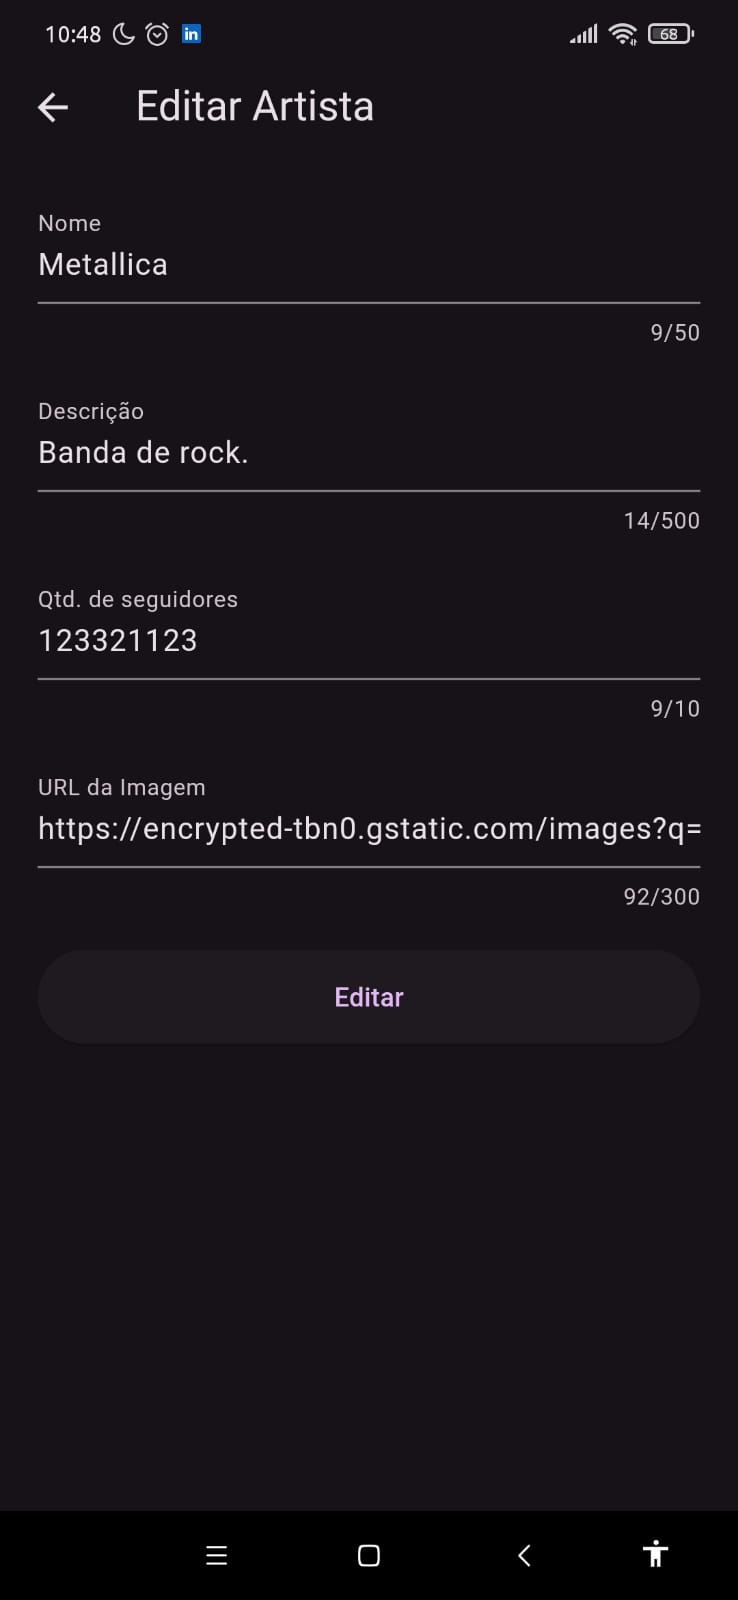 10:48 in 68
Editar Artista
Nome
Metallica
9/50
Descrição
Banda de rock.
14/500
Qtd. de seguidores
123321123
9/10
URL da Imagem
https://encrypted-tbn0.gstatic.com/images?q=
92/300
Editar